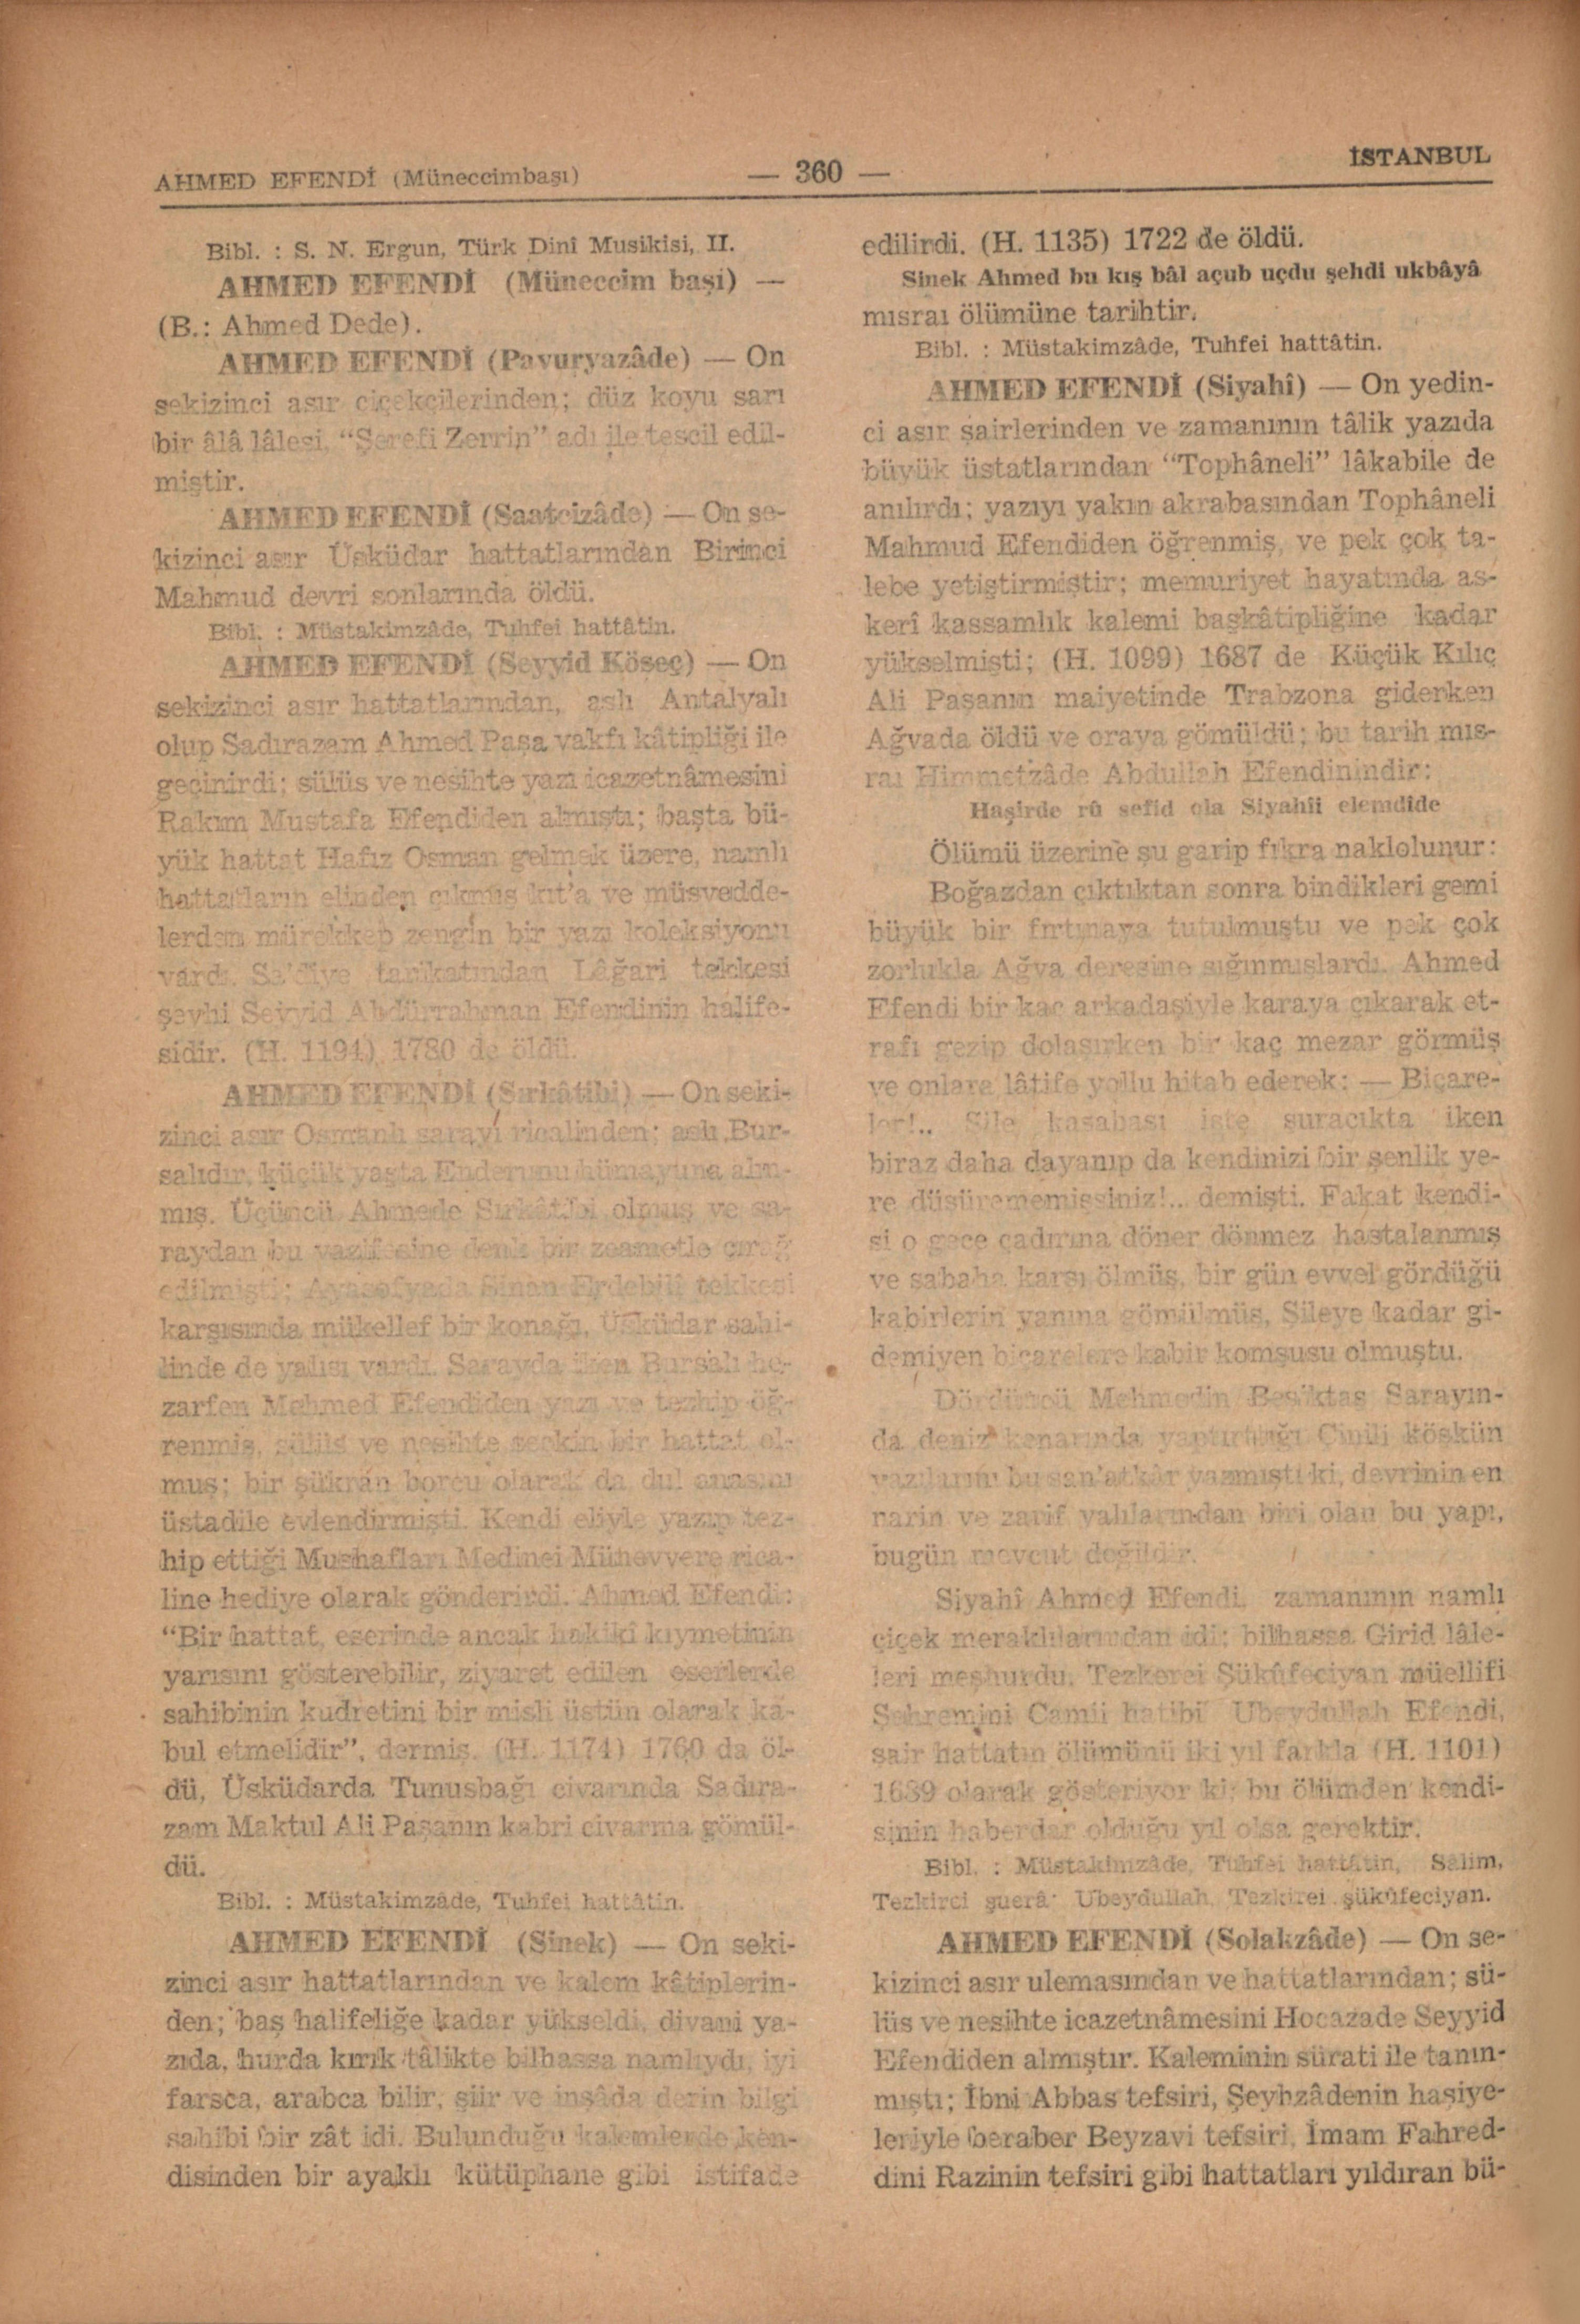 AHMED EFENDİ (Müneccimbaşı)
— 360 —
İSTANBUL
Bibl. : S. N. Ergun, Türk Dinî Musikisi, II.
AHMED EFENDİ (Müneccim başi) —
(B.: Ahmed Dede).
AHMED EFENDİ (Pavuryazâde) — On
sekizinci asır çiçekçilerinden; düz koyu sarı
bir âlâ lâlesi, “Şerefi Zerrin” adı ile tescil edil-
miştir.
AHMED EFENDİ (Saatcizâde) — On se-
kizinci asır Üsküdar hattatlarından Birinci
Mahmud devri sonlarında öldü.
Bibl. : Müstakimzâde, Tuhfei hattâtin.
AHMED EFENDİ (Seyyid Köseç) — On
sekizinci asır hattatlarından, aslı Antalyalı
olup Sadırazam Ahmed Paşa vakfı kâtipliği ile
geçinirdi; sülüs ve nesihte yazı icazetnâmesini
Rakım Mustafa Efendiden almıştı; başta bü-
yük hattat Hafız Osman gelmek üzere, namlı
hattatların elinden çıkmış kıt’a ve müsvedde-
lerden mürekkep zengin bir yazı koleksiyonu
vardı. Sa’diye tarikatından Lâğari tekkesi
şeyhi Seyyid Abdürrahman Efendinin halife-
sidir. (H. 1194) 1780 de öldü.
AHMED EFENDİ (Sırkâtibi) — On seki-
zinci asır Osmanlı sarayı ricalinden; aslı Bur-
salıdır, küçük yaşta Enderunu hümayuna alın-
mış. Üçüncü Ahmede Sırkâtibi olmuş ve sa-
raydan bu vazifesine denk bir zeametle çırağ
edilmişti; Ayasofyada Sinan Erdebilî tekkesi
karşısında mükellef bir konağı, Üsküdar sahi-
linde de yalısı vardı. Sarayda iken Bursalı he-
zarfen Mehmed Efendiden yazı ve tezhip öğ-
renmiş, sülüs ve nesihte seçkin bir hattat ol-
muş; bir şükrân borcu olarak da dul anasını
üstadile evlendirmişti. Kendi eliyle yazıp tez-
hip ettiği Mushafları Medinei Münevvere rica-
line hediye olarak gönderirdi. Ahmed Efendi:
“Bir hattat, eserinde ancak hakikî kıymetinin
yarısını gösterebilir, ziyaret edilen eserlerde
sahibinin kudretini bir misli üstün olarak ka-
bul etmelidir”, dermiş. (H. 1174) 1760 da öl-
dü, Üsküdarda Tunusbağı civarında Sadıra-
zam Maktul Ali Paşanın kabri civarına gömül-
dü.
Bibl. : Müstakimzâde, Tuhfei hattâtin.
AHMED EFENDİ (Sinek) — On seki-
zinci asır hattatlarından ve kalem kâtiplerin-
den; baş halifeliğe kadar yükseldi, divani ya-
zıda, hurda kırık tâlikte bilhassa namlıydı, iyi
farsca, arabca bilir, şiir ve inşâda derin bilgi
sahibi bir zât idi. Bulunduğu kalemlerde ken-
disinden bir ayaklı kütüphane gibi istifade
edilirdi. (H. 1135) 1722 de öldü.
Sinek Ahmed bu kış bâl açub uçdu şehdi ukbâyâ
mısraı ölümüne tarihtir.
Bibl. : Müstakimzâde, Tuhfei hattâtin.
AHMED EFENDİ (Siyahî) — On yedin-
ci asır şairlerinden ve zamanının tâlik yazıda
büyük üstatlarından “Tophâneli” lâkabile de
anılırdı; yazıyı yakın akrabasından Tophâneli
Mahmud Efendiden öğrenmiş, ve pek çok ta-
lebe yetiştirmiştir; memuriyet hayatında as-
kerî kassamlık kalemi başkâtipliğine kadar
yükselmişti; (H. 1099) 1687 de Küçük Kılıç
Ali Paşanın maiyetinde Trabzona giderken
Ağvada öldü ve oraya gömüldü; bu tarih mıs-
raı Himmetzâde Abdullah Efendinindir:
Haşirde rû sefid ola Siyahîi elemdide
Ölümü üzerine şu garip fıkra naklolunur:
Boğazdan çıktıktan sonra bindikleri gemi
büyük bir fırtınaya tutulmuştu ve pek çok
zorlukla Ağva deresine sığınmışlardı. Ahmed
Efendi bir kaç arkadaşiyle karaya çıkarak et-
rafı gezip dolaşırken bir kaç mezar görmüş
ve onlara lâtife yollu hitab ederek: — Biçare-
ler!.. Şile kasabası işte şuracıkta iken
biraz daha dayanıp da kendinizi bir şenlik ye-
re düşürememişsiniz!... demişti. Fakat kendi-
si o gece çadırına döner dönmez hastalanmış
ve sabaha karşı ölmüş, bir gün evvel gördüğü
kabirlerin yanına gömülmüş, Şileye kadar gi-
demiyen biçarelere kabir komşusu olmuştu.
Dördüncü Mehmedin Beşiktaş Sarayın-
da deniz kenarında yaptırttığı Çinili köşkün
yazılarını bu san’atkâr yazmıştı ki, devrinin en
narin ve zarif yalılarından biri olan bu yapı,
bugün mevcut değildir.
Siyahî Ahmed Efendi, zamanının namlı
çiçek meraklılarından idi; bilhassa Girid lâle-
leri meşhurdu. Tezkerei Şükûfeciyan müellifi
Şehremini Camii hatibi Ubeydullah Efendi,
şair hattatın ölümünü iki yıl farkla (H. 1101)
1689 olarak gösteriyor ki; bu ölümden kendi-
sinin haberdar olduğu yıl olsa gerektir.
Bibl. : Müstakimzâde, Tuhfei hattâtin, Salim,
Tezkirei şuerâ; Ubeydullah, Tezkirei şükûfeciyan.
AHMED EFENDİ (Solakzâde) — On se-
kizinci asır ulemasından ve hattatlarından; sü-
lüs ve nesihte icazetnâmesini Hocazade Seyyid
Efendiden almıştır. Kaleminin sürati ile tanın-
mıştı; İbni Abbas tefsiri, Şeyhzâdenin haşiye-
leriyle beraber Beyzavi tefsiri, İmam Fahred-
dini Razinin tefsiri gibi hattatları yıldıran bü-